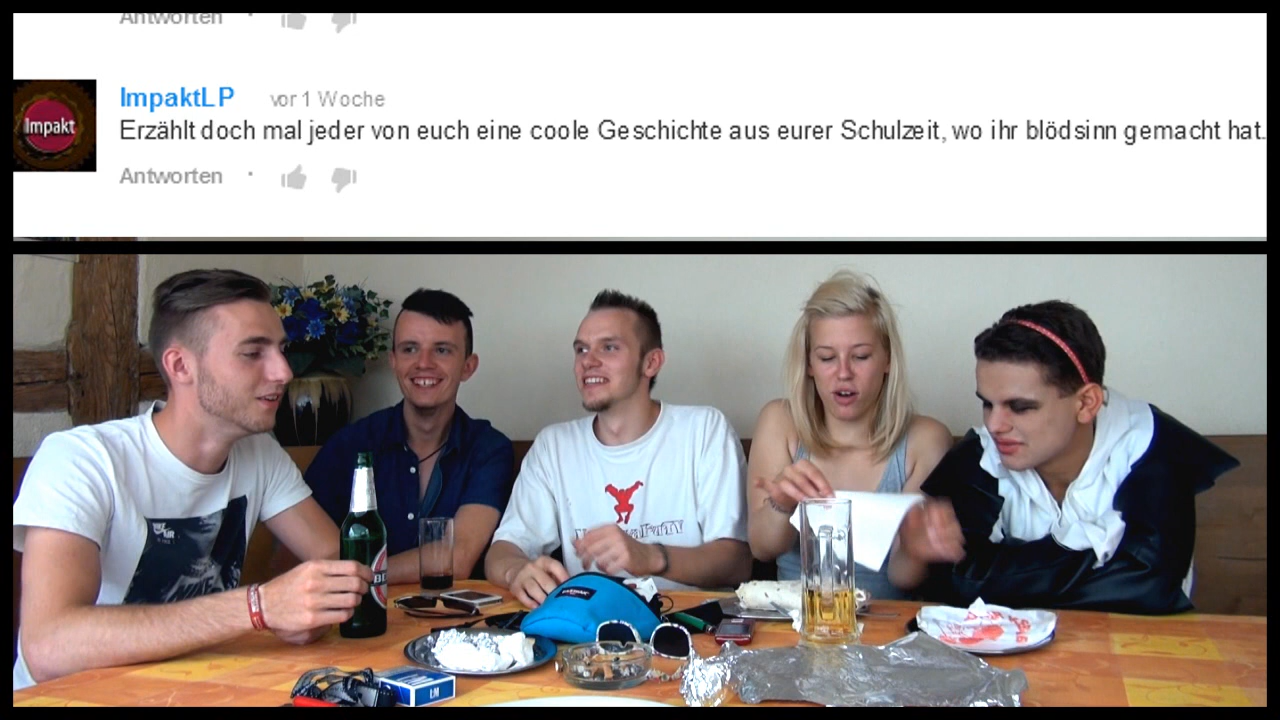 Antworten ·
Impakt
ImpaktLP vor 1 Woche
Erzählt doch mal jeder von euch eine coole Geschichte aus eurer Schulzeit, wo ihr blödsinn gemacht hat.
Antworten ·
L&M